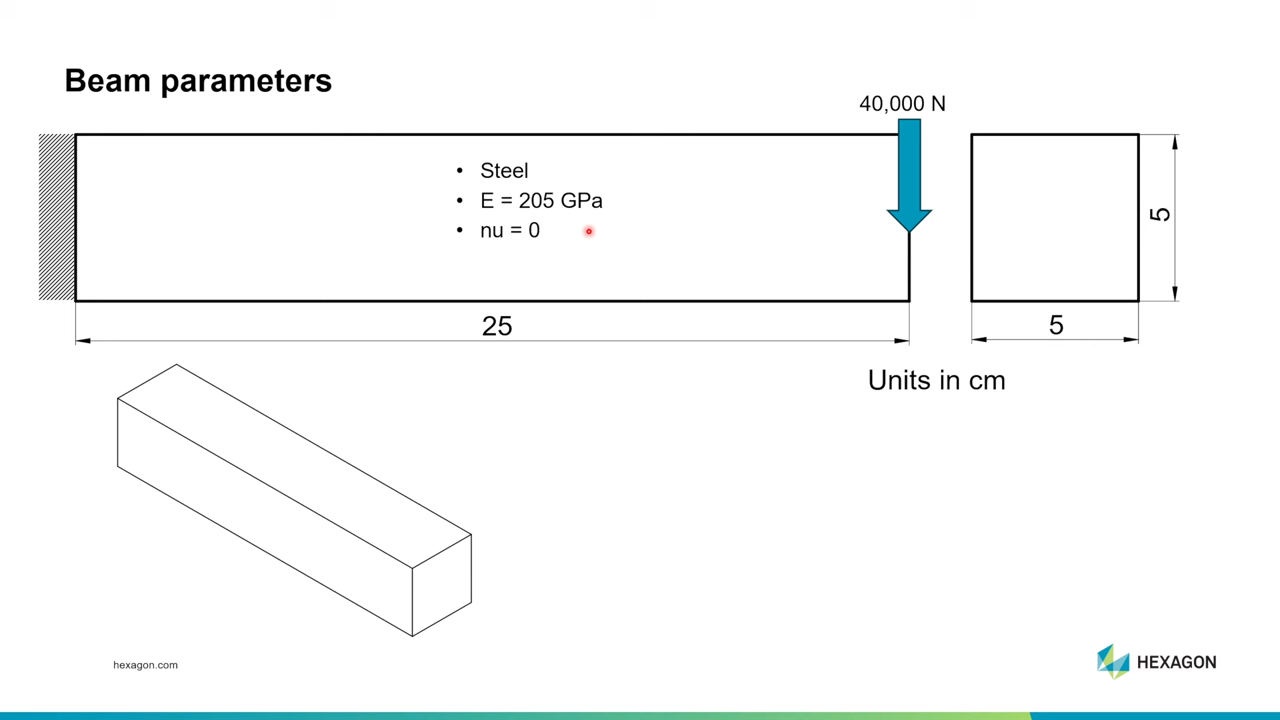 Beam parameters
40,000 N
• Steel
• E = 205 GPa
• nu = 0
5
25
5
Units in cm
hexagon.com
HEXAGON